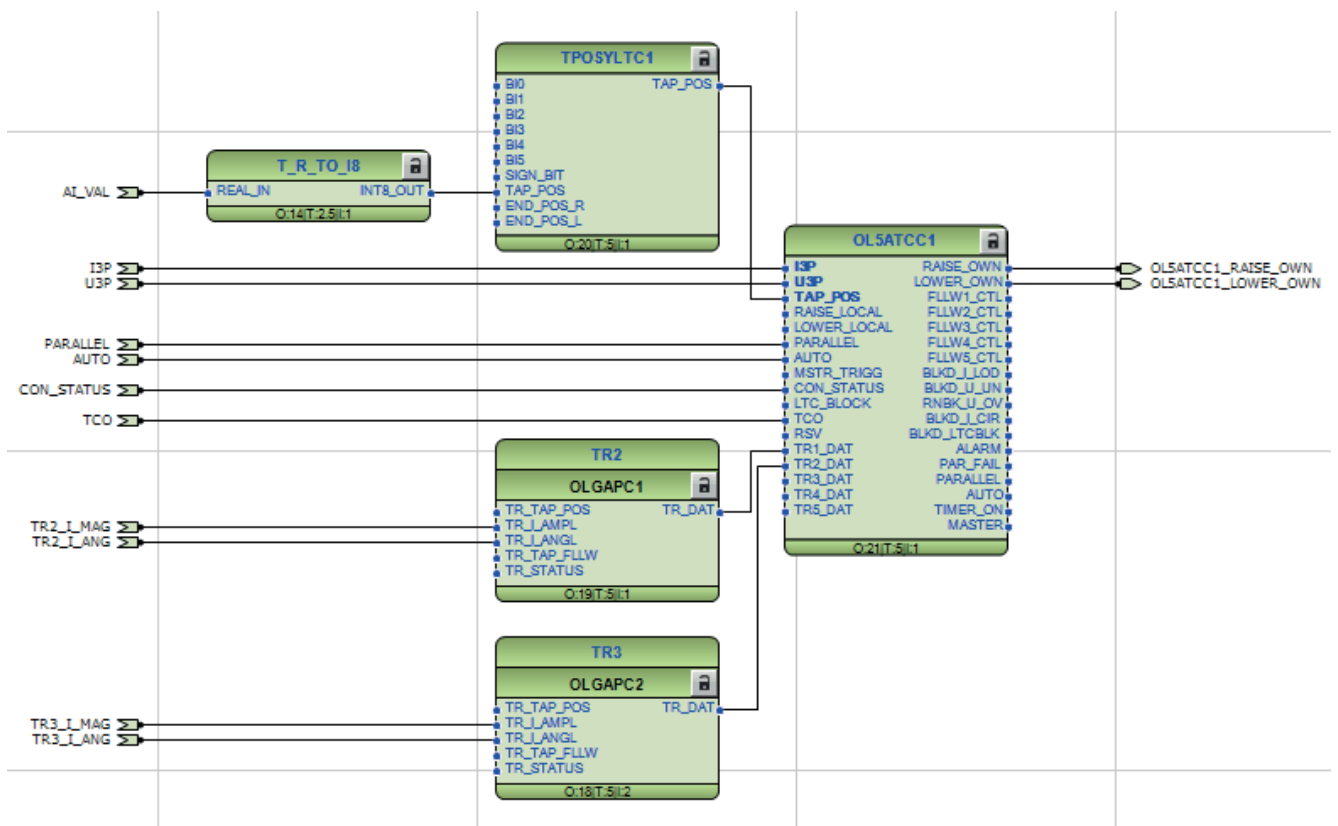 TPOSYLTC1
BI0 TAP_POS
BI1
BI2
BI3
BI4
BI5
SIGN_BIT
TAP_POS
END_POS_R
END_POS_L
O:20|T:5|I:1
T_R_TO_I8
AI_VAL REAL_IN INT8_OUT
O:14|T:2.5|I:1
OL5ATCC1
I3P I3P RAISE_OWN OL5ATCC1_RAISE_OWN
U3P U3P LOWER_OWN OL5ATCC1_LOWER_OWN
TAP_POS FLLW1_CTL
RAISE_LOCAL FLLW2_CTL
LOWER_LOCAL FLLW3_CTL
PARALLEL PARALLEL FLLW4_CTL
AUTO AUTO FLLW5_CTL
MSTR_TRIGG BLKD_I_LOD
CON_STATUS CON_STATUS BLKD_U_UN
LTC_BLOCK RNBK_U_OV
TCO TCO BLKD_I_CIR
RSV BLKD_LTCBLK
TR1_DAT ALARM
TR2_DAT PAR_FAIL
TR3_DAT PARALLEL
TR4_DAT AUTO
TR5_DAT TIMER_ON
MASTER
O:21|T:5|I:1
TR2
OLGAPC1
TR_TAP_POS TR_DAT
TR2_I_MAG TR_I_AMPL
TR2_I_ANG TR_I_ANGL
TR_TAP_FLLW
TR_STATUS
O:19|T:5|I:1
TR3
OLGAPC2
TR_TAP_POS TR_DAT
TR3_I_MAG TR_I_AMPL
TR3_I_ANG TR_I_ANGL
TR_TAP_FLLW
TR_STATUS
O:18|T:5|I:2